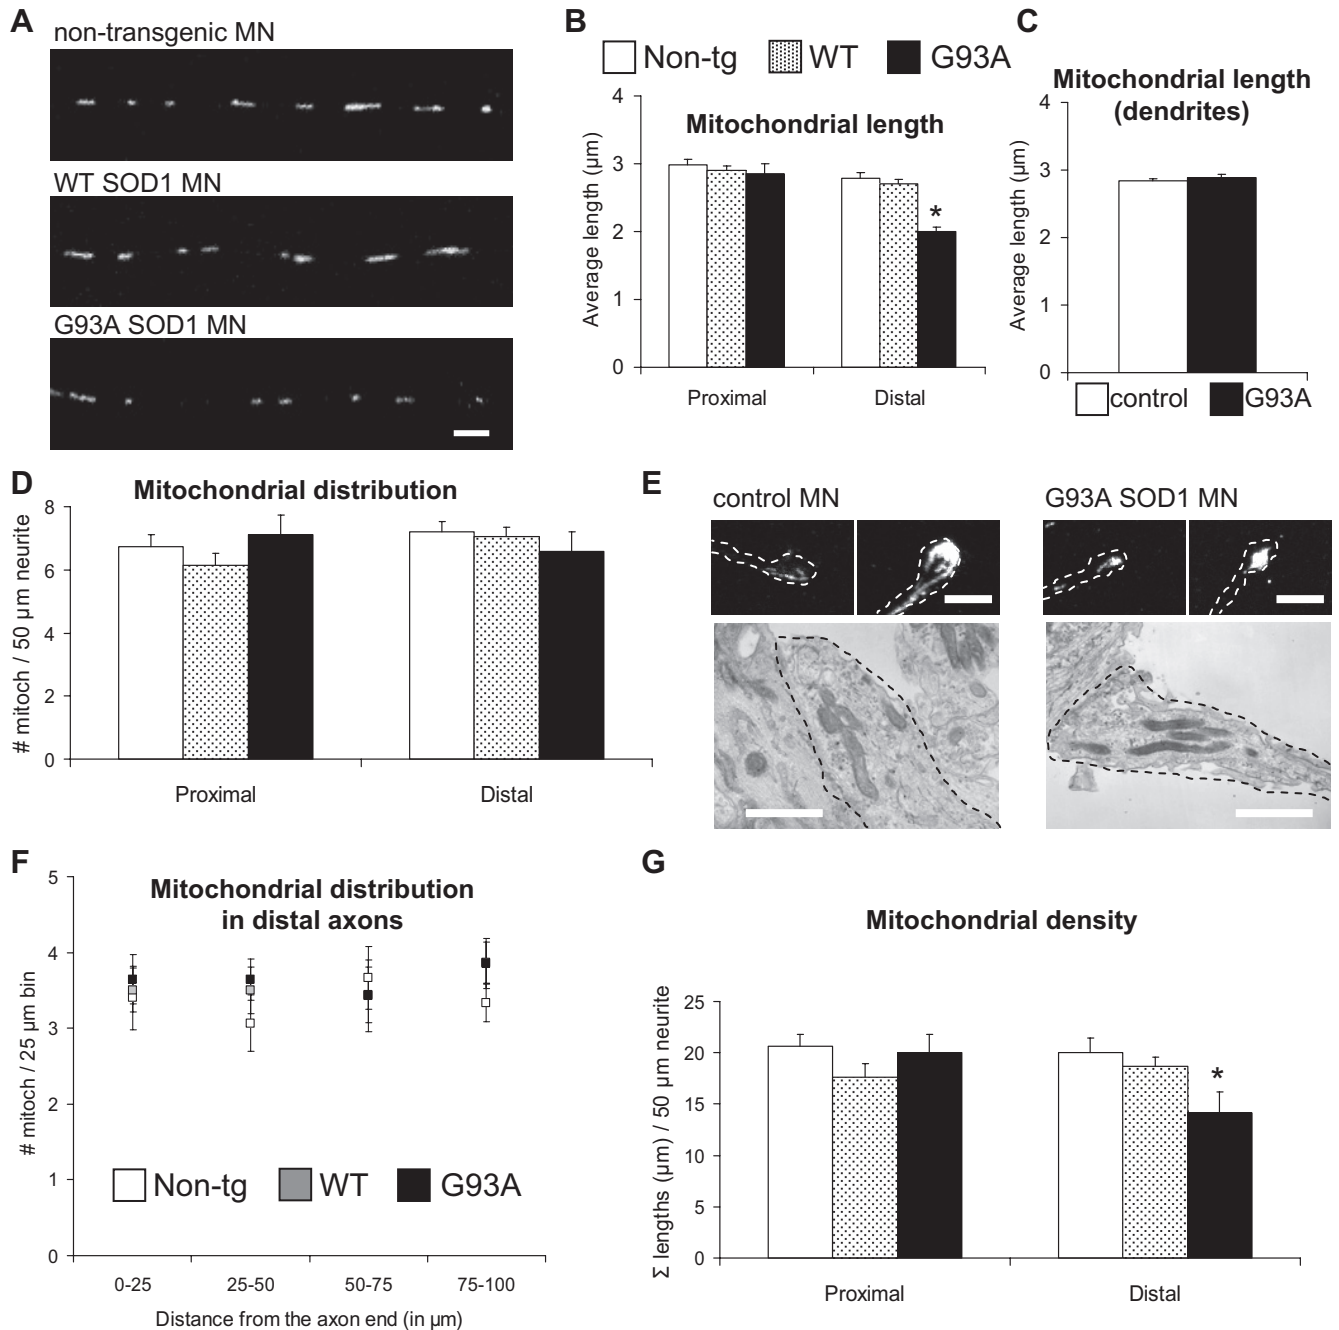 A
non-transgenic MN
WT SOD1 MN
G93A SOD1 MN
B
Non-tg WT G93A
Mitochondrial length
Average length (µm)
4
3
2
1
0
*
Proximal Distal
C
Mitochondrial length
(dendrites)
Average length (µm)
4
3
2
1
0
control G93A
D
Mitochondrial distribution
# mitoch / 50 µm neurite
8
6
4
2
0
Proximal Distal
E
control MN G93A SOD1 MN
F
Mitochondrial distribution
in distal axons
# mitoch / 25 µm bin
5
4
3
2
1
0
Non-tg WT G93A
0-25 25-50 50-75 75-100
Distance from the axon end (in µm)
G
Mitochondrial density
Σ lengths (µm) / 50 µm neurite
25
20
15
10
5
0
*
Proximal Distal